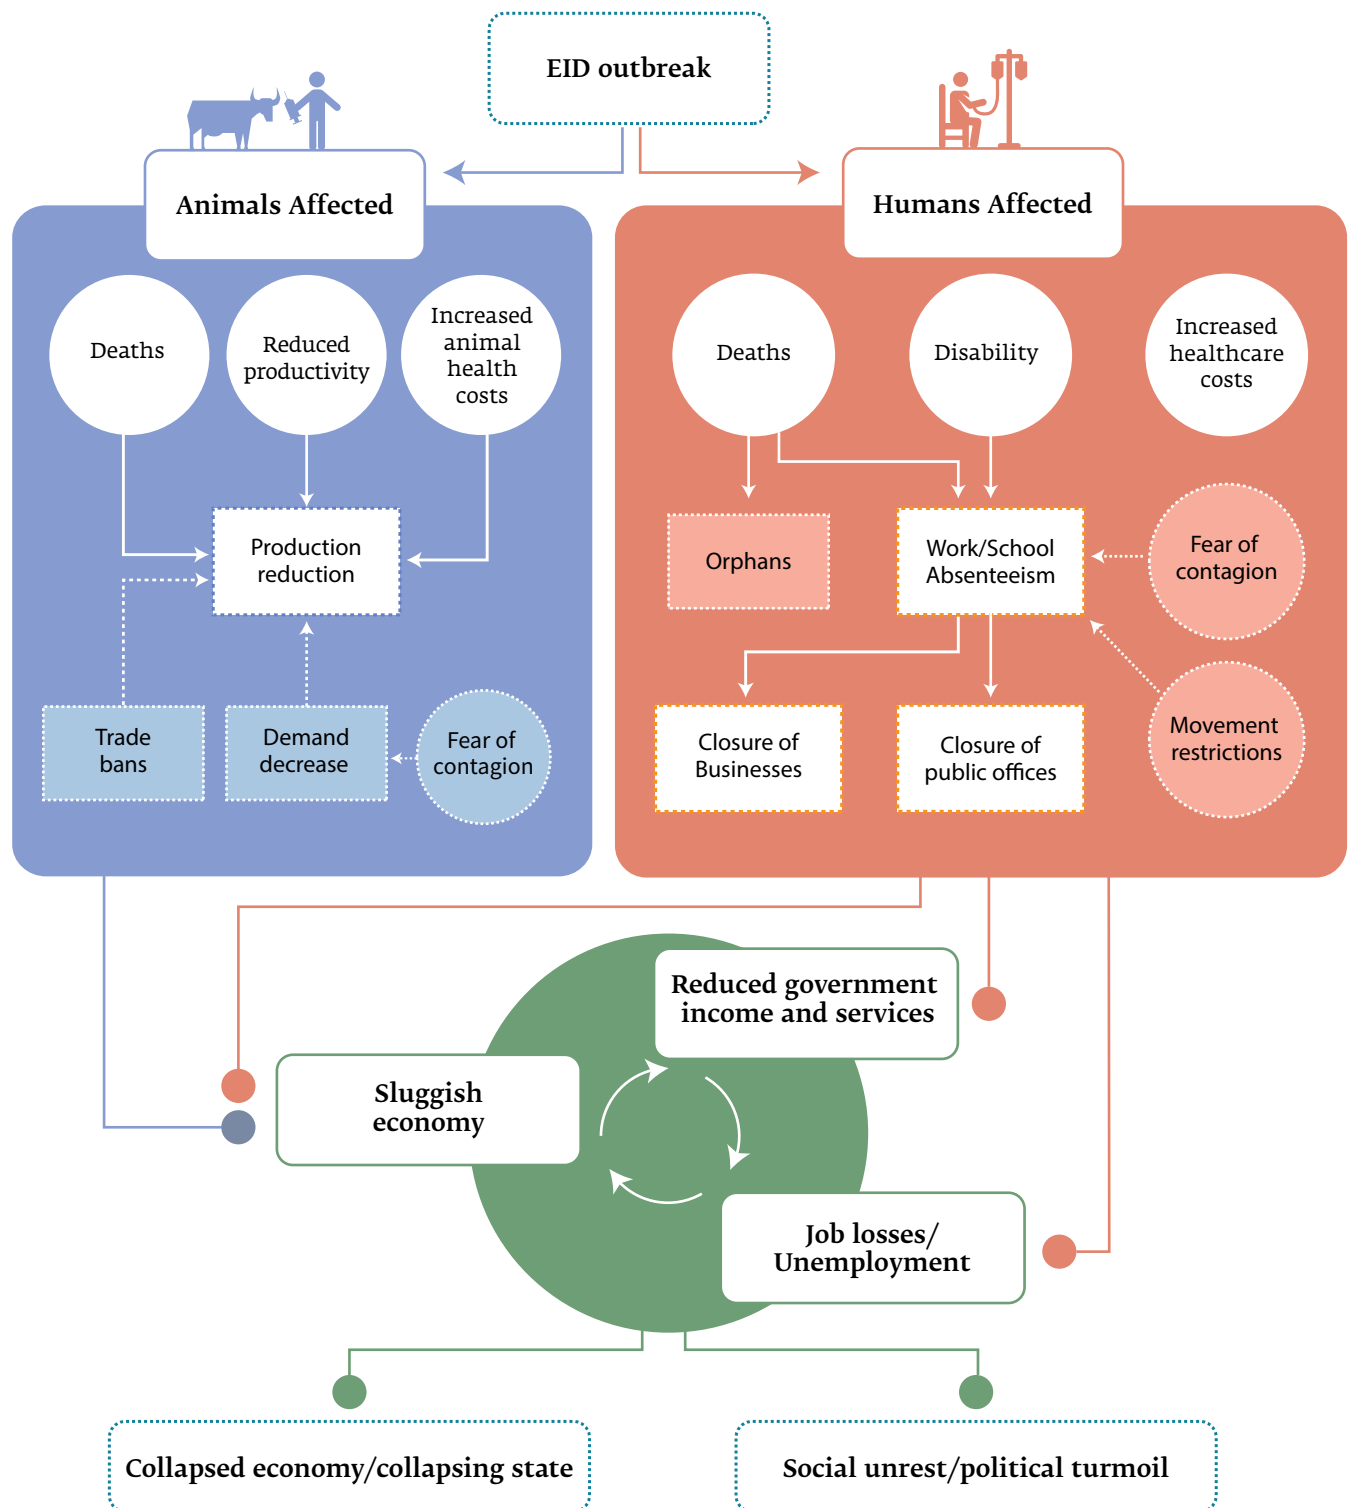 EID outbreak
Animals Affected
Humans Affected
Deaths
Reduced
productivity
Increased
animal
health
costs
Deaths
Disability
Increased
healthcare
costs
Production
reduction
Orphans
Work/School
Absenteeism
Fear of
contagion
Trade
bans
Demand
decrease
Fear of
contagion
Closure of
Businesses
Closure of
public offices
Movement
restrictions
Reduced government
income and services
Sluggish
economy
Job losses/
Unemployment
Collapsed economy/collapsing state
Social unrest/political turmoil